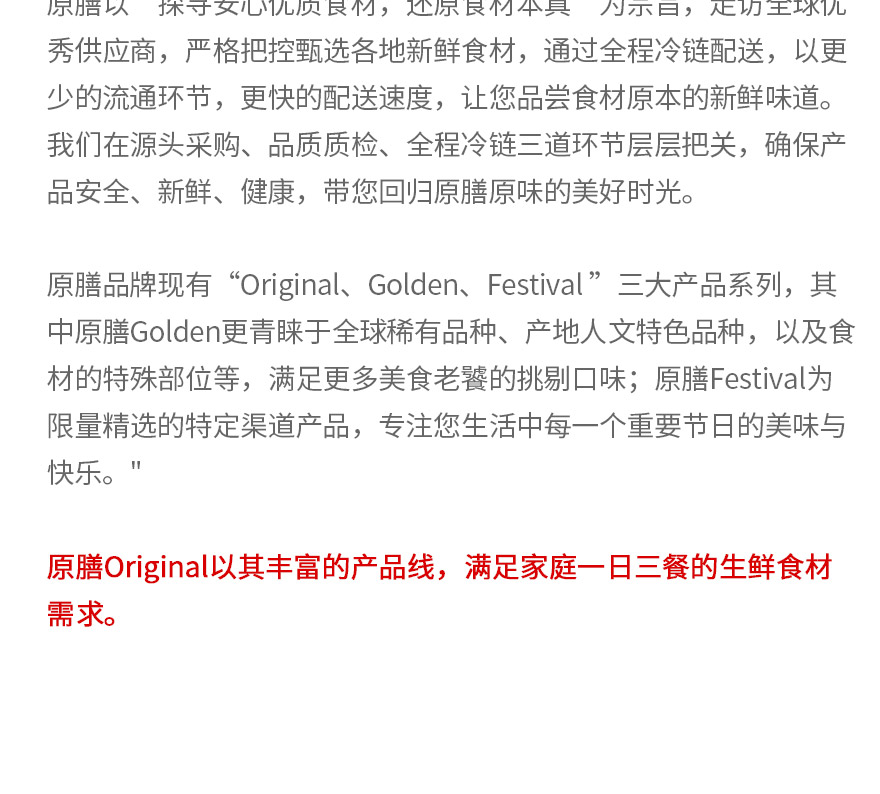 原膳以“探寻安心优质食材，还原食材本真”为宗旨，走访全球优
秀供应商，严格把控甄选各地新鲜食材，通过全程冷链配送，以更
少的流通环节，更快的配送速度，让您品尝食材原本的新鲜味道。
我们在源头采购、品质质检、全程冷链三道环节层层把关，确保产
品安全、新鲜、健康，带您回归原膳原味的美好时光。
原膳品牌现有“Original、Golden、Festival”三大产品系列，其
中原膳Golden更青睐于全球稀有品种、产地人文特色品种，以及食
材的特殊部位等，满足更多美食老饕的挑剔口味；原膳Festival为
限量精选的特定渠道产品，专注您生活中每一个重要节日的美味与
快乐。"
原膳Original以其丰富的产品线，满足家庭一日三餐的生鲜食材
需求。